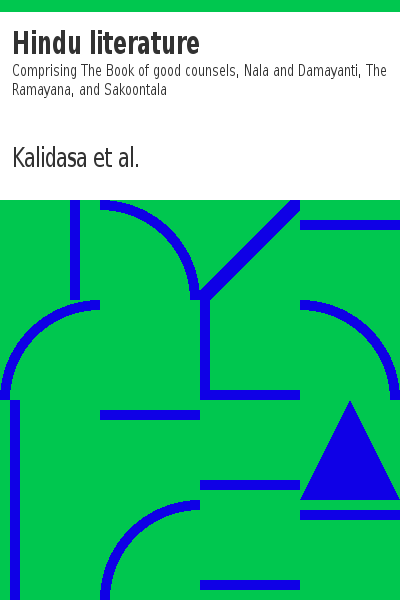 Hindu literature
Comprising The Book of good counsels, Nala and Damayanti, The
Ramayana, and Sakoontala
Kalidasa et al.